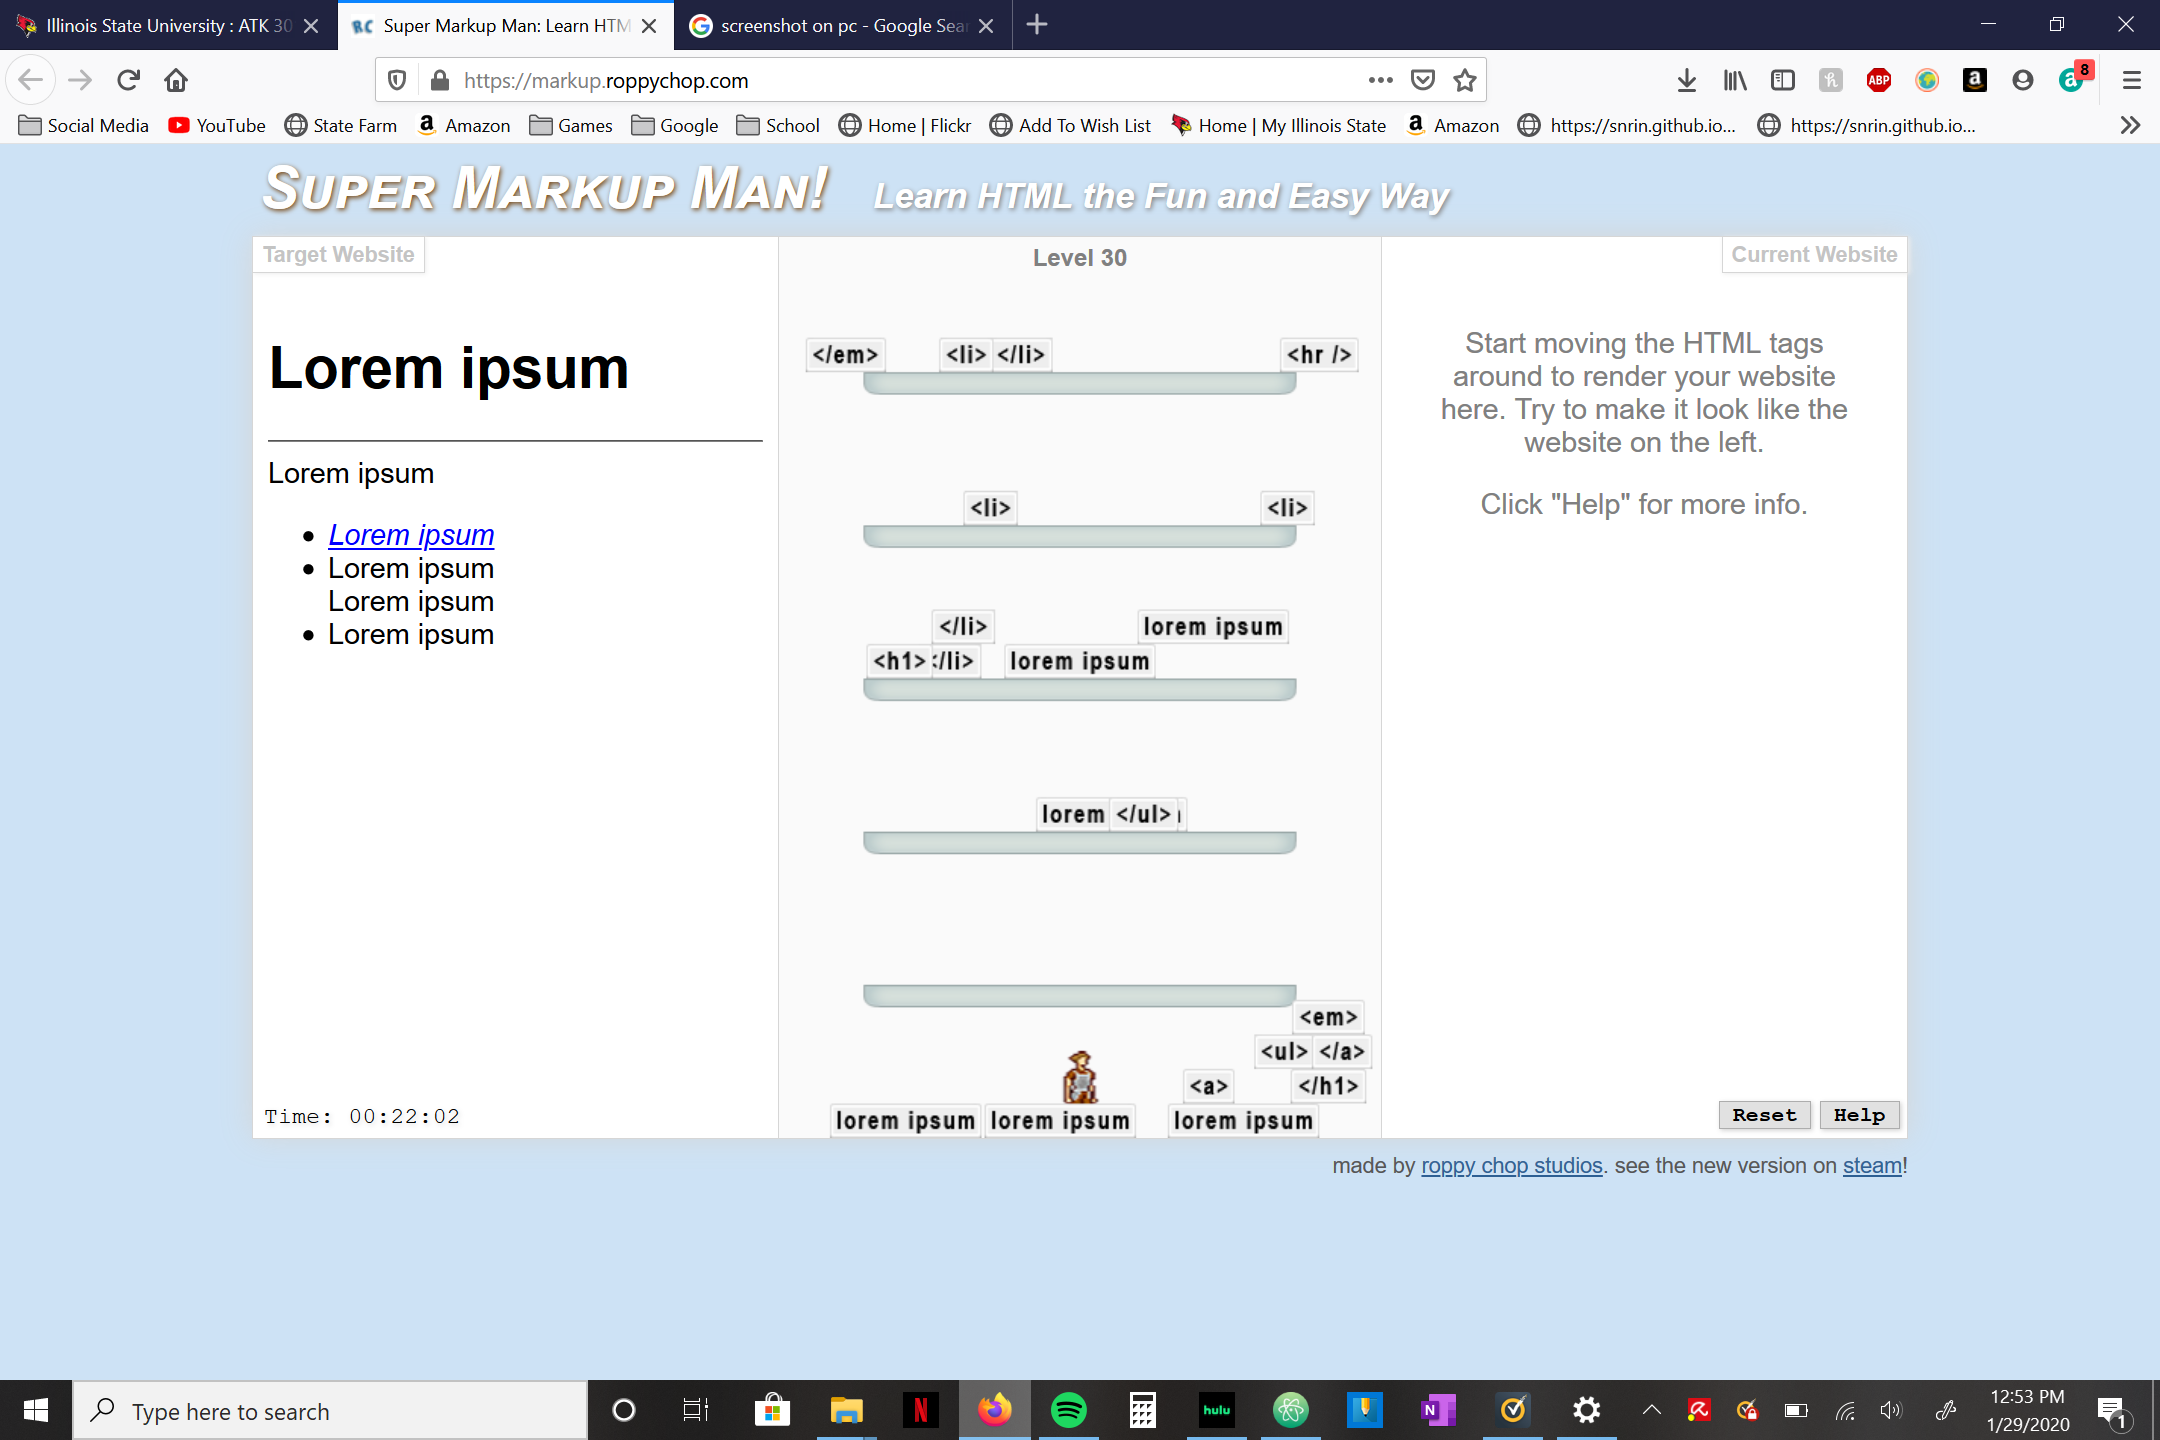 Illinois State University : ATK 30
Super Markup Man: Learn HTM
screenshot on pc - Google Sear
https://markup.roppychop.com
ABP
8
Social Media
YouTube
State Farm
Amazon
Games
Google
School
Home | Flickr
Add To Wish List
Home | My Illinois State
Amazon
https://snrin.github.io...
https://snrin.github.io...
SUPER MARKUP MAN! Learn HTML the Fun and Easy Way
Target Website
Level 30
Current Website
Lorem ipsum
Lorem ipsum
Lorem ipsum
Lorem ipsum
Lorem ipsum
Lorem ipsum
Time: 00:22:02
</em> <li> </li> <hr />
<li> <li>
</li> lorem ipsum
<h1> :/li> lorem ipsum
lorem </ul>
<em>
<ul> </a>
<a> </h1>
lorem ipsum lorem ipsum lorem ipsum
Start moving the HTML tags
around to render your website
here. Try to make it look like the
website on the left.
Click "Help" for more info.
Reset Help
made by roppy chop studios. see the new version on steam!
Type here to search
hulu
12:53 PM
1/29/2020
1